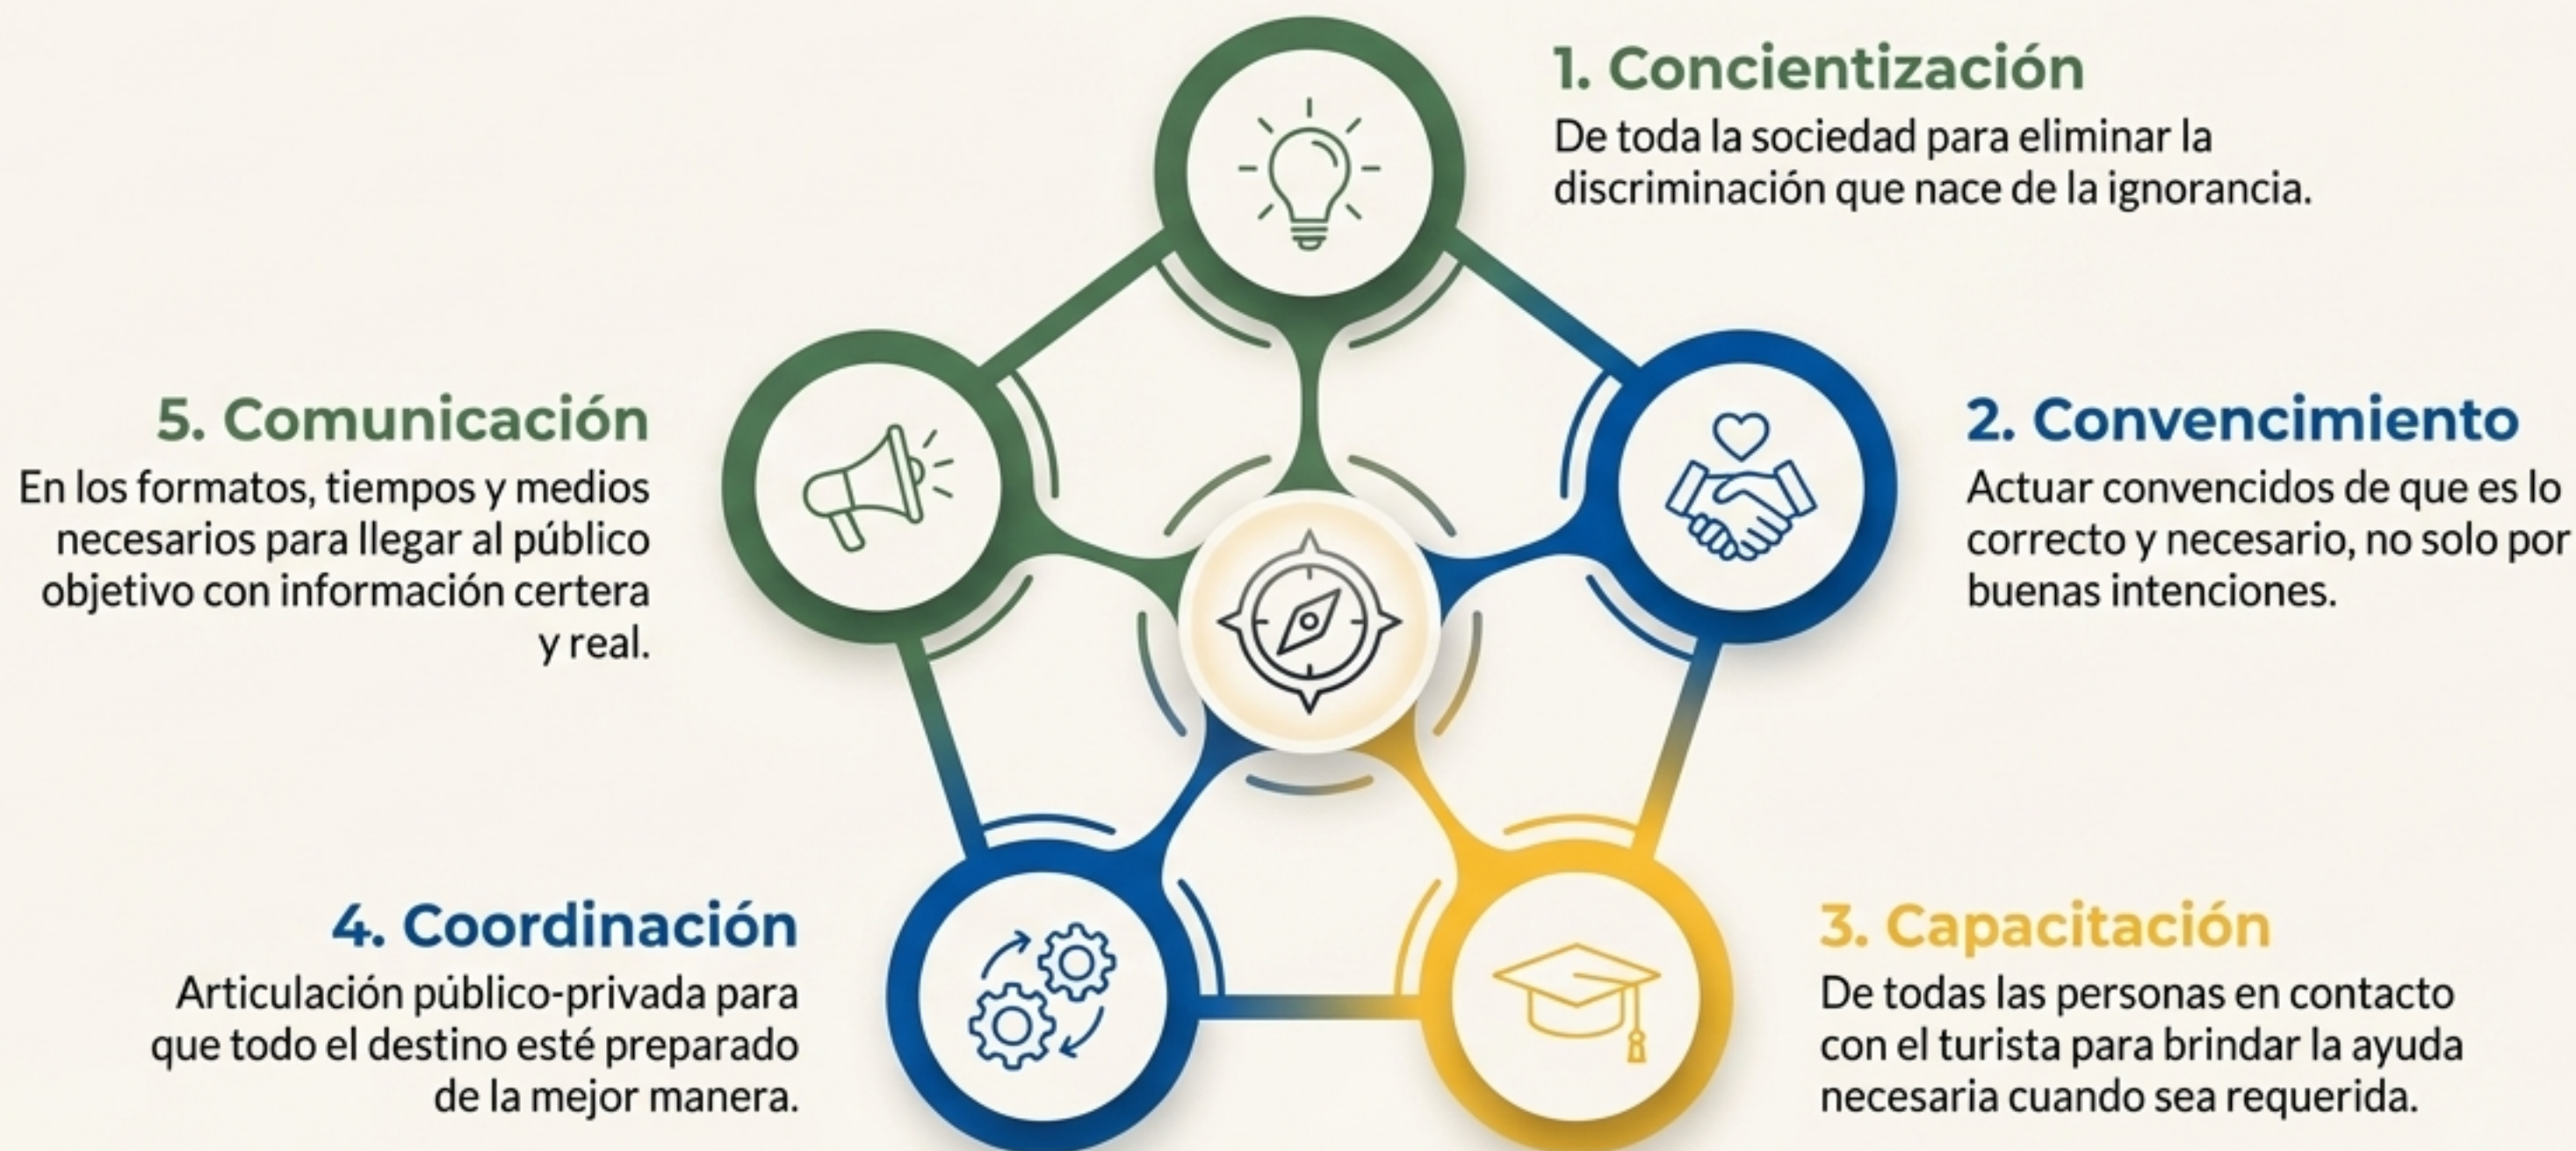 1. Concientización
De toda la sociedad para eliminar la
discriminación que nace de la ignorancia.
2. Convencimiento
Actuar convencidos de que es lo
correcto y necesario, no solo por
buenas intenciones.
3. Capacitación
De todas las personas en contacto
con el turista para brindar la ayuda
necesaria cuando sea requerida.
4. Coordinación
Articulación público-privada para
que todo el destino esté preparado
de la mejor manera.
5. Comunicación
En los formatos, tiempos y medios
necesarios para llegar al público
objetivo con información certera
y real.